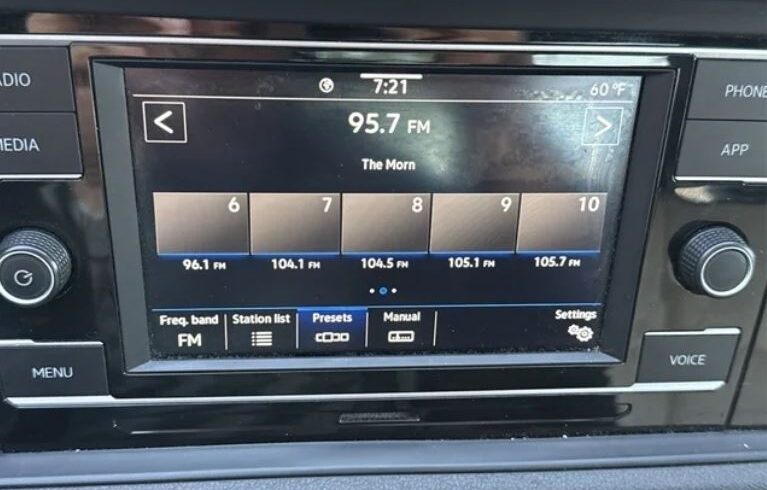 ADIO
7:21
60 °F
PHONE
< 95.7 FM >
MEDIA
APP
The Morn
6 7 8 9 10
96.1 FM 104.1 FM 104.5 FM 105.1 FM 105.7 FM
Freq. band Station list Presets Manual Settings
FM
MENU
VOICE